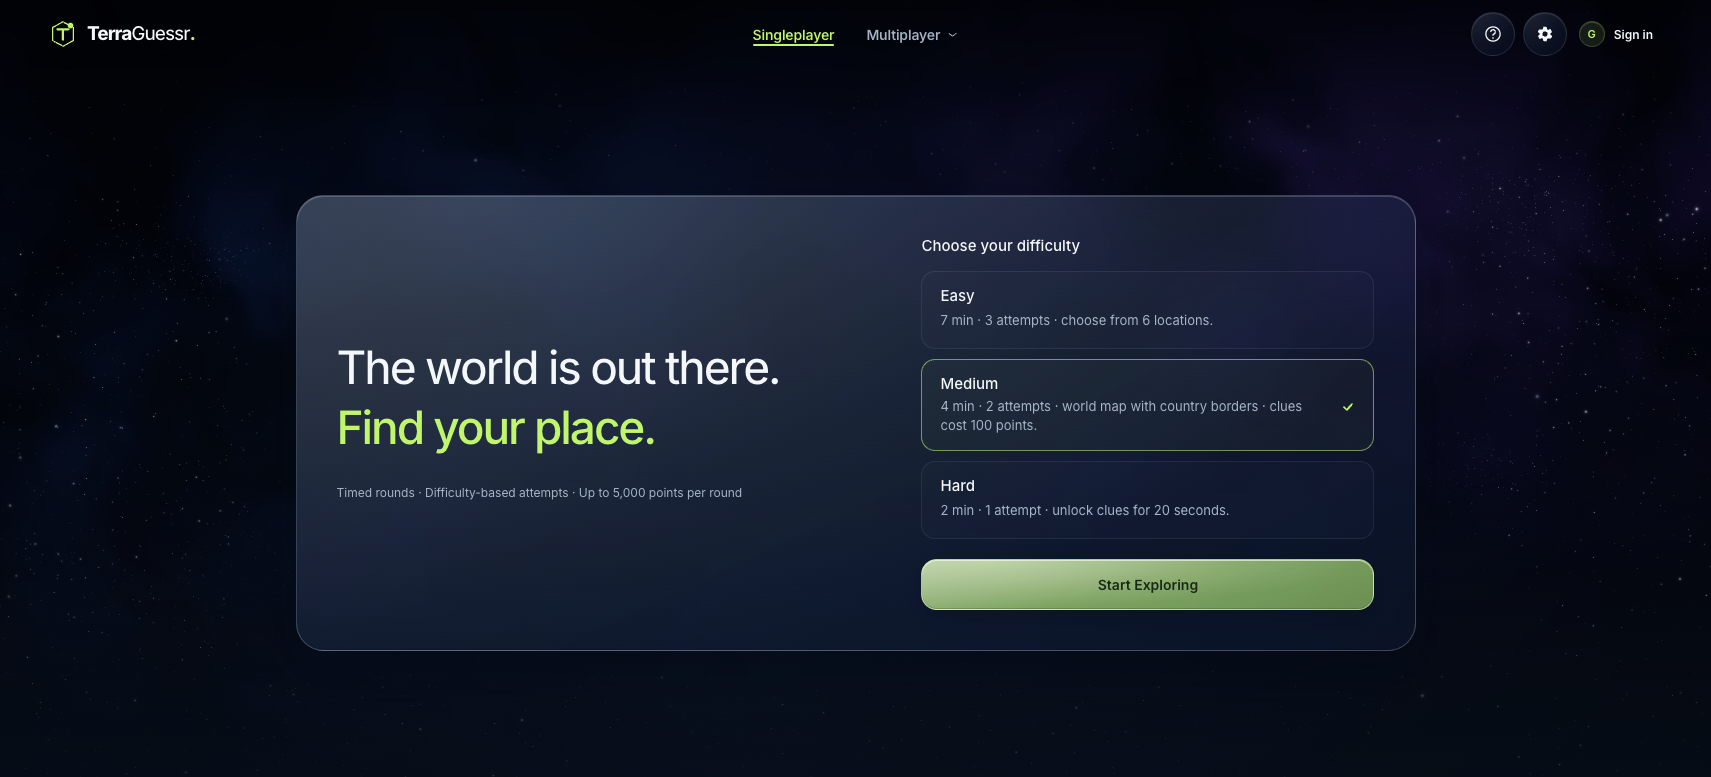 TerraGuessr.
Singleplayer
Multiplayer
G
Sign in
The world is out there.
Find your place.
Timed rounds · Difficulty-based attempts · Up to 5,000 points per round
Choose your difficulty
Easy
7 min · 3 attempts · choose from 6 locations.
Medium
4 min · 2 attempts · world map with country borders · clues
cost 100 points.
Hard
2 min · 1 attempt · unlock clues for 20 seconds.
Start Exploring